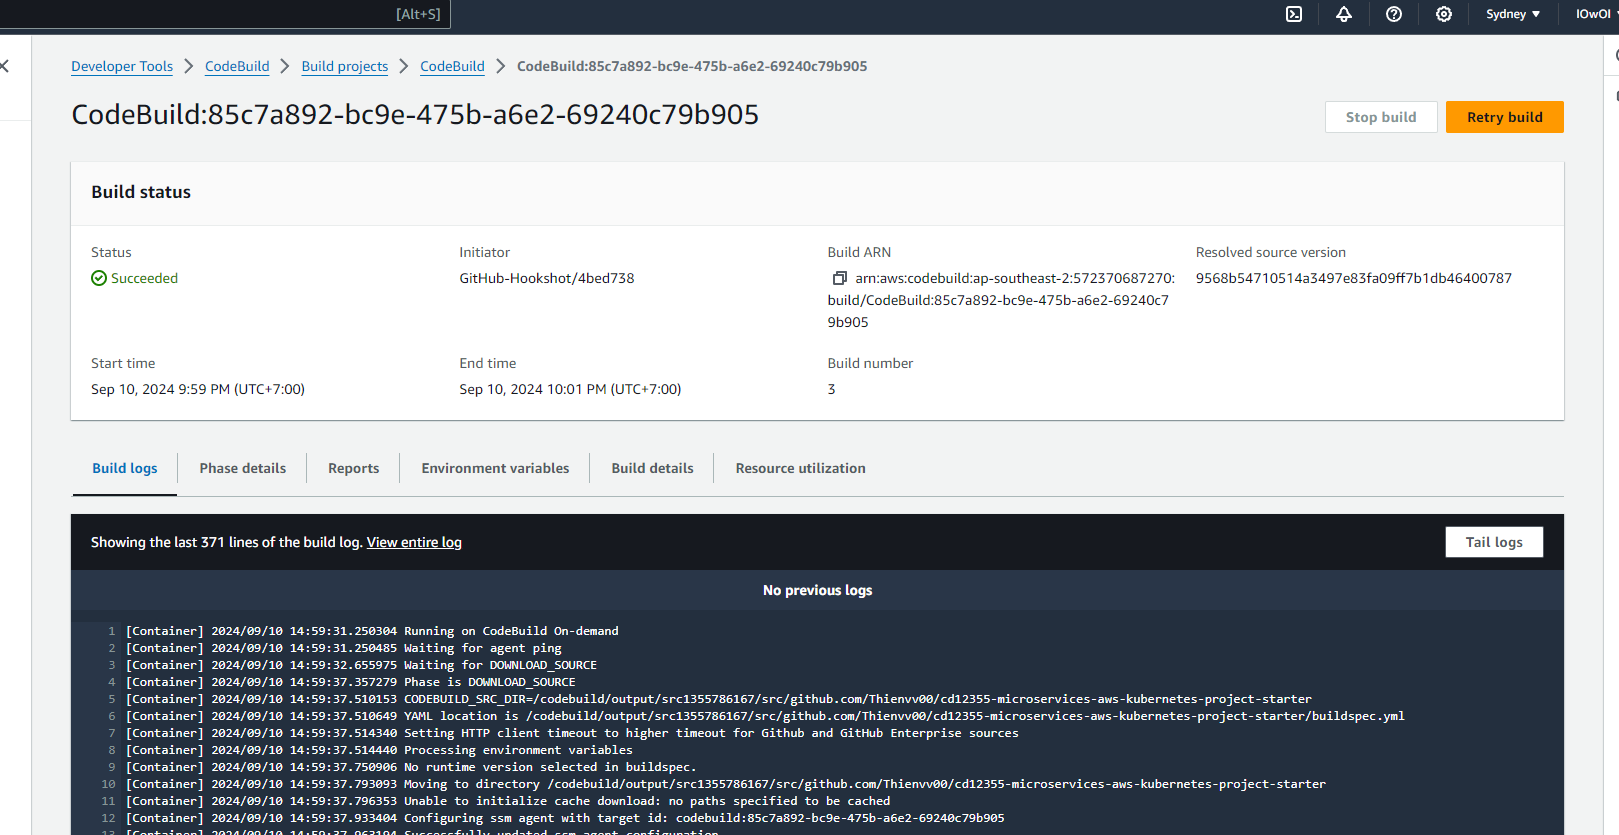 [Alt+S]
Sydney ▼
IOwOI
Developer Tools > CodeBuild > Build projects > CodeBuild > CodeBuild:85c7a892-bc9e-475b-a6e2-69240c79b905
CodeBuild:85c7a892-bc9e-475b-a6e2-69240c79b905
Stop build
Retry build
Build status
Status
Succeeded
Initiator
GitHub-Hookshot/4bed738
Build ARN
arn:aws:codebuild:ap-southeast-2:572370687270:
build/CodeBuild:85c7a892-bc9e-475b-a6e2-69240c7
9b905
Resolved source version
9568b54710514a3497e83fa09ff7b1db46400787
Start time
Sep 10, 2024 9:59 PM (UTC+7:00)
End time
Sep 10, 2024 10:01 PM (UTC+7:00)
Build number
3
Build logs
Phase details
Reports
Environment variables
Build details
Resource utilization
Showing the last 371 lines of the build log. View entire log
Tail logs
No previous logs
1 [Container] 2024/09/10 14:59:31.250304 Running on CodeBuild On-demand
2 [Container] 2024/09/10 14:59:31.250485 Waiting for agent ping
3 [Container] 2024/09/10 14:59:32.655975 Waiting for DOWNLOAD_SOURCE
4 [Container] 2024/09/10 14:59:37.357279 Phase is DOWNLOAD_SOURCE
5 [Container] 2024/09/10 14:59:37.510153 CODEBUILD_SRC_DIR=/codebuild/output/src1355786167/src/github.com/Thienvv00/cd12355-microservices-aws-kubernetes-project-starter
6 [Container] 2024/09/10 14:59:37.510649 YAML location is /codebuild/output/src1355786167/src/github.com/Thienvv00/cd12355-microservices-aws-kubernetes-project-starter/buildspec.yml
7 [Container] 2024/09/10 14:59:37.514340 Setting HTTP client timeout to higher timeout for Github and GitHub Enterprise sources
8 [Container] 2024/09/10 14:59:37.514440 Processing environment variables
9 [Container] 2024/09/10 14:59:37.750906 No runtime version selected in buildspec.
10 [Container] 2024/09/10 14:59:37.793093 Moving to directory /codebuild/output/src1355786167/src/github.com/Thienvv00/cd12355-microservices-aws-kubernetes-project-starter
11 [Container] 2024/09/10 14:59:37.796353 Unable to initialize cache download: no paths specified to be cached
12 [Container] 2024/09/10 14:59:37.933404 Configuring ssm agent with target id: codebuild:85c7a892-bc9e-475b-a6e2-69240c79b905
13 [Container] 2024/09/10 14:59:37.963194 Successfully updated ssm agent configuration